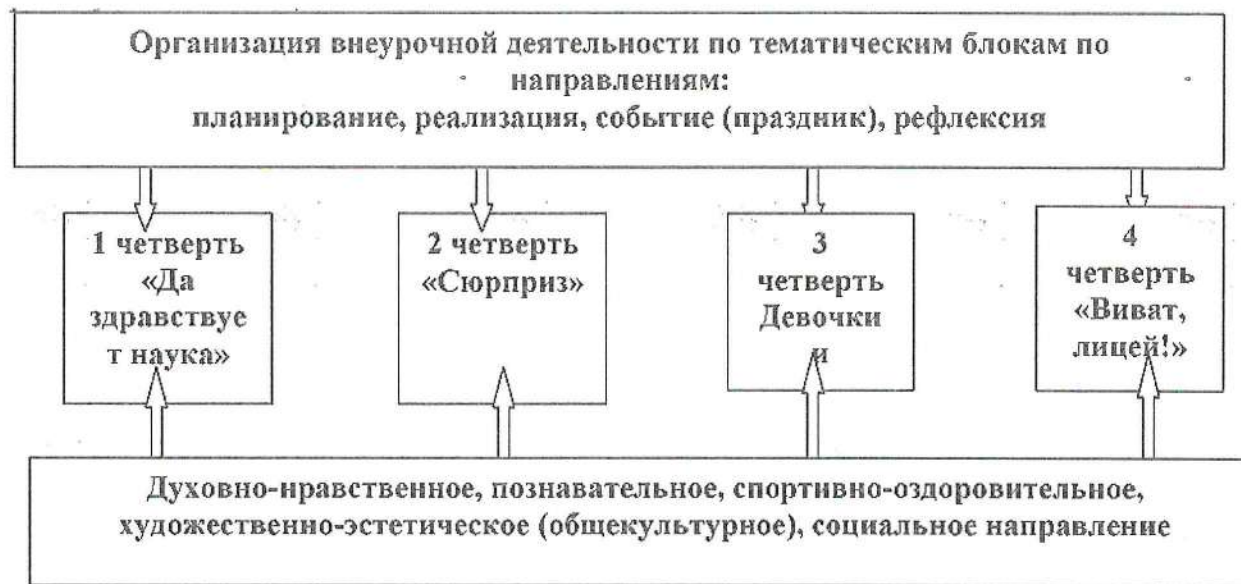 Организация внеурочной деятельности по тематическим блокам по
направлениям:
планирование, реализация, событие (праздник), рефлексия
1 четверть
«Да
здравствуе
т наука»
2 четверть
«Сюрприз»
3
четверть
Девочки
и
4
четверть
«Виват,
лицей!»
Духовно-нравственное, познавательное, спортивно-оздоровительное,
художественно-эстетическое (общекультурное), социальное направление